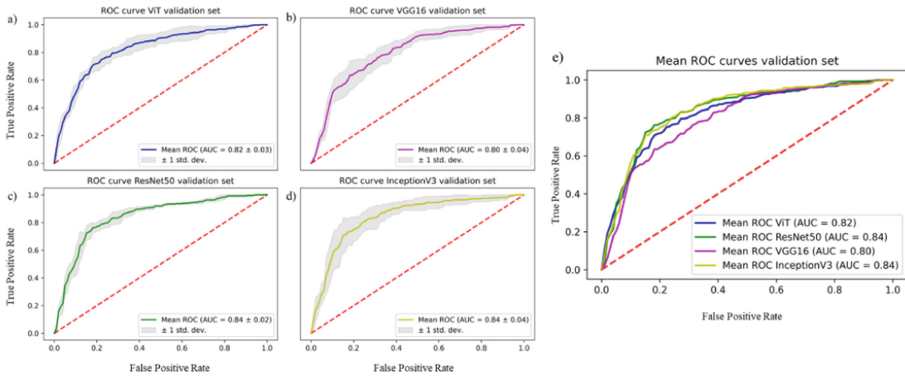 a)
ROC curve ViT validation set
1.0
0.8
0.6
0.4
0.2
0.0
True Positive Rate
Mean ROC (AUC = 0.82 ± 0.03)
± 1 std. dev.
b)
ROC curve VGG16 validation set
Mean ROC (AUC = 0.80 ± 0.04)
± 1 std. dev.
c)
ROC curve ResNet50 validation set
1.0
0.8
0.6
0.4
0.2
0.0
True Positive Rate
Mean ROC (AUC = 0.84 ± 0.02)
± 1 std. dev.
0.0 0.2 0.4 0.6 0.8 1.0
False Positive Rate
d)
ROC curve InceptionV3 validation set
Mean ROC (AUC = 0.84 ± 0.04)
± 1 std. dev.
0.0 0.2 0.4 0.6 0.8 1.0
False Positive Rate
e)
Mean ROC curves validation set
1.0
0.8
0.6
0.4
0.2
0.0
True Positive Rate
Mean ROC ViT (AUC = 0.82)
Mean ROC ResNet50 (AUC = 0.84)
Mean ROC VGG16 (AUC = 0.80)
Mean ROC InceptionV3 (AUC = 0.84)
0.0 0.2 0.4 0.6 0.8 1.0
False Positive Rate